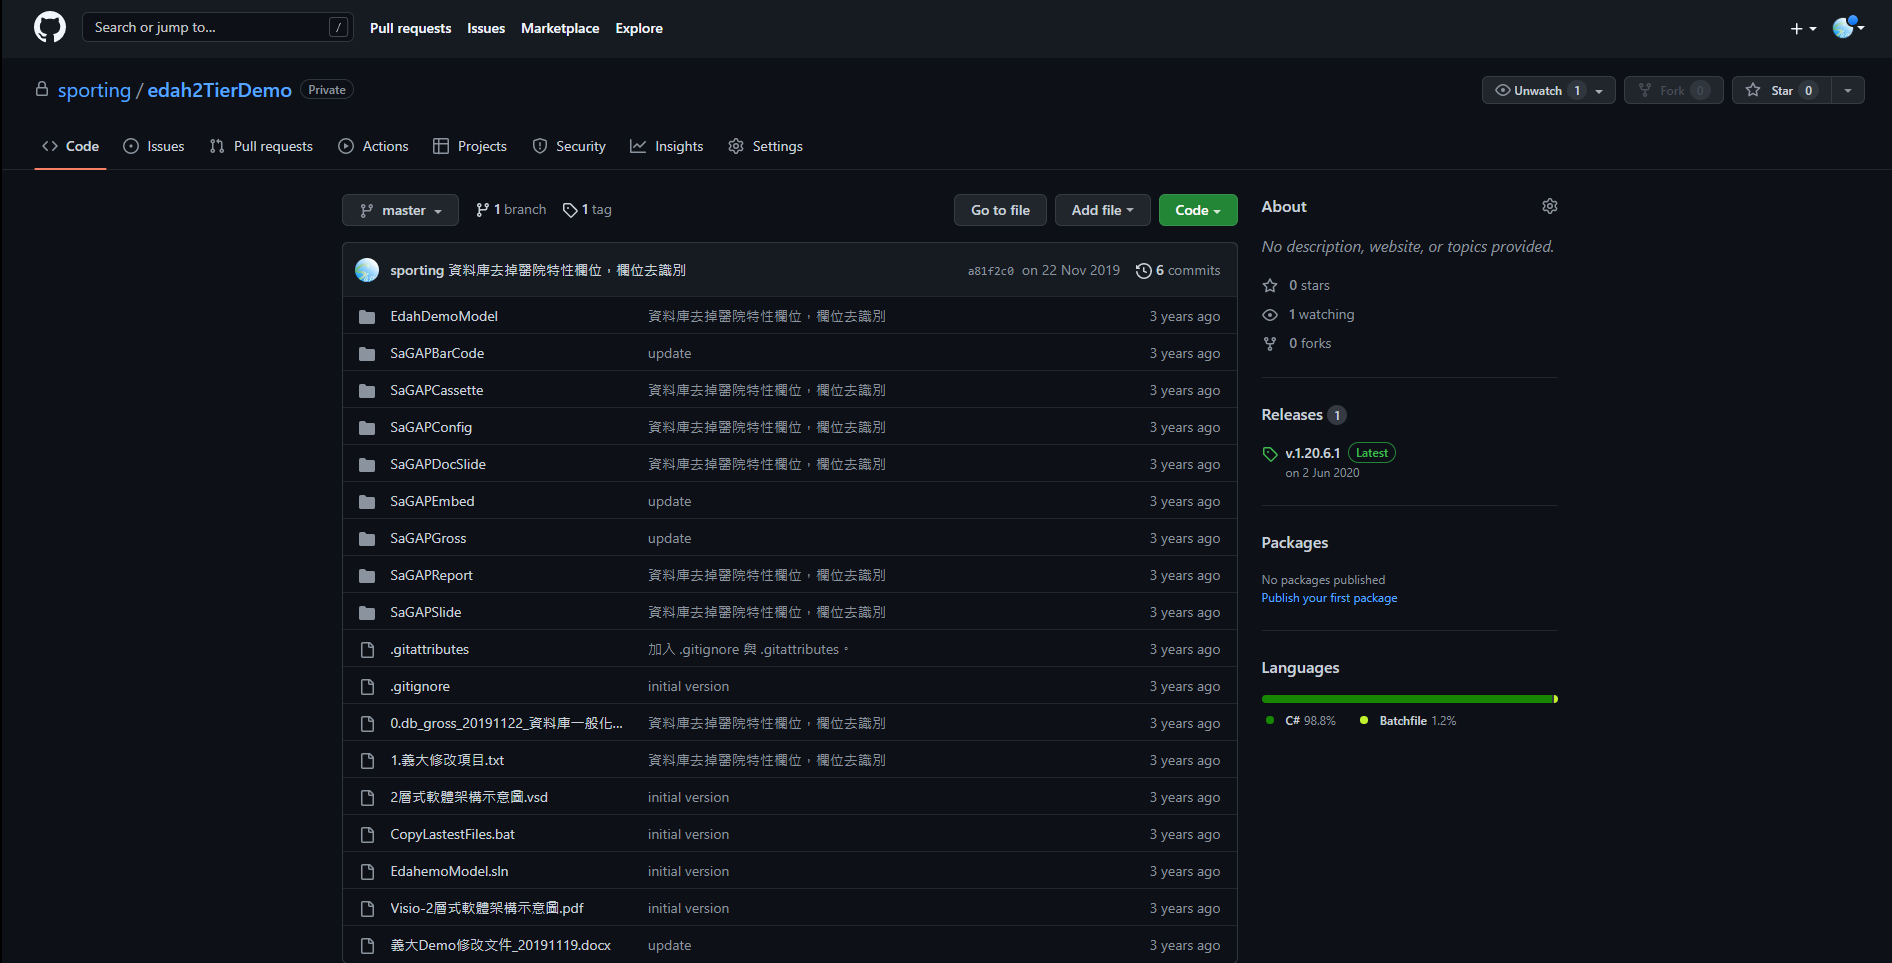 Search or jump to... /
Pull requests Issues Marketplace Explore
sporting / edah2TierDemo Private
Unwatch 1 Fork 0 Star 0
Code Issues Pull requests Actions Projects Security Insights Settings
master 1 branch 1 tag Go to file Add file Code
sporting 資料庫去掉醫院特性欄位，欄位去識別 a81f2c0 on 22 Nov 2019 6 commits
EdahDemoModel 資料庫去掉醫院特性欄位，欄位去識別 3 years ago
SaGAPBarCode update 3 years ago
SaGAPCassette 資料庫去掉醫院特性欄位，欄位去識別 3 years ago
SaGAPConfig 資料庫去掉醫院特性欄位，欄位去識別 3 years ago
SaGAPDocSlide 資料庫去掉醫院特性欄位，欄位去識別 3 years ago
SaGAPEmbed update 3 years ago
SaGAPGross update 3 years ago
SaGAPReport 資料庫去掉醫院特性欄位，欄位去識別 3 years ago
SaGAPSlide 資料庫去掉醫院特性欄位，欄位去識別 3 years ago
.gitattributes 加入 .gitignore 與 .gitattributes。 3 years ago
.gitignore initial version 3 years ago
0.db_gross_20191122_資料庫一般化... 資料庫去掉醫院特性欄位，欄位去識別 3 years ago
1.義大修改項目.txt 資料庫去掉醫院特性欄位，欄位去識別 3 years ago
2層式軟體架構示意圖.vsd initial version 3 years ago
CopyLastestFiles.bat initial version 3 years ago
EdahemoModel.sln initial version 3 years ago
Visio-2層式軟體架構示意圖.pdf initial version 3 years ago
義大Demo修改文件_20191119.docx update 3 years ago
About
No description, website, or topics provided.
0 stars
1 watching
0 forks
Releases 1
v.1.20.6.1 Latest
on 2 Jun 2020
Packages
No packages published
Publish your first package
Languages
C# 98.8% Batchfile 1.2%